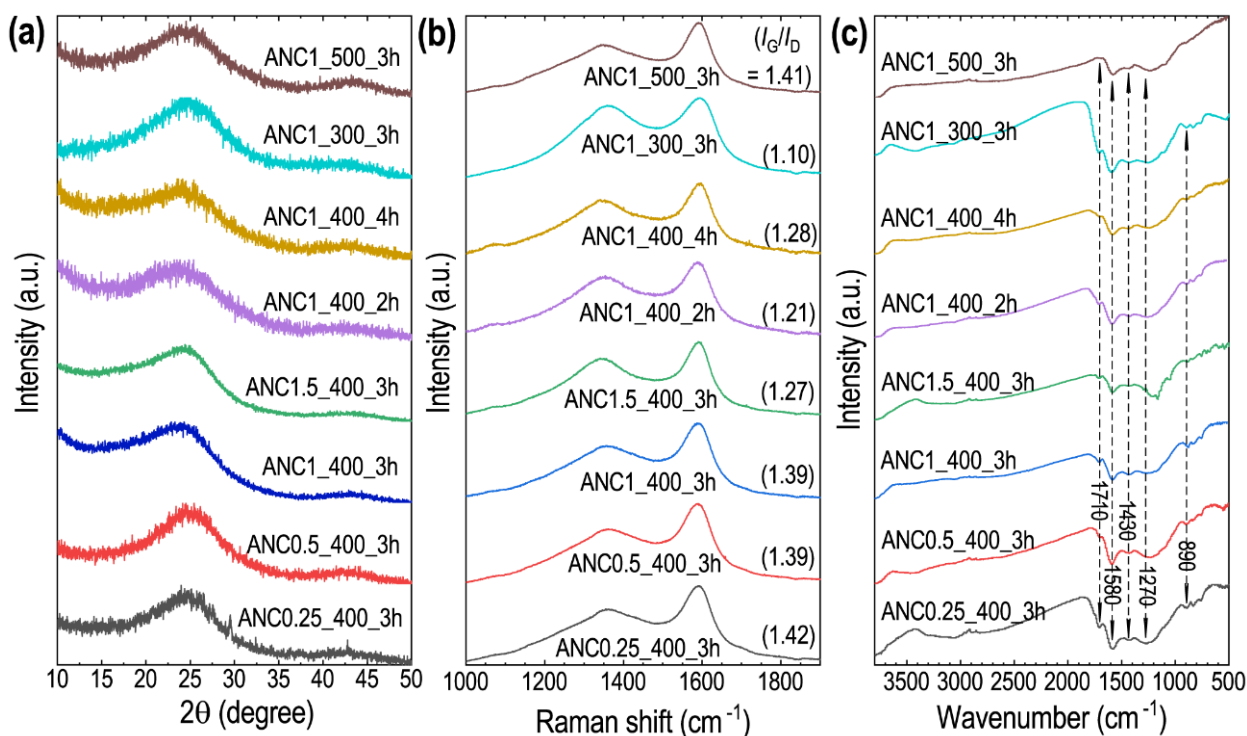 (a)
ANC1_500_3h
ANC1_300_3h
ANC1_400_4h
ANC1_400_2h
ANC1.5_400_3h
ANC1_400_3h
ANC0.5_400_3h
ANC0.25_400_3h
Intensity (a.u.)
10 15 20 25 30 35 40 45 50
2θ (degree)
(b)
(IG/ID
ANC1_500_3h = 1.41)
ANC1_300_3h (1.10)
ANC1_400_4h (1.28)
ANC1_400_2h (1.21)
ANC1.5_400_3h (1.27)
ANC1_400_3h (1.39)
ANC0.5_400_3h (1.39)
ANC0.25_400_3h (1.42)
Intensity (a.u.)
1000 1200 1400 1600 1800
Raman shift (cm⁻¹)
(c)
ANC1_500_3h
ANC1_300_3h
ANC1_400_4h
ANC1_400_2h
ANC1.5_400_3h
ANC1_400_3h
ANC0.5_400_3h
ANC0.25_400_3h
1710
1580
1430
1270
890
Intensity (a.u.)
3500 3000 2500 2000 1500 1000 500
Wavenumber (cm⁻¹)